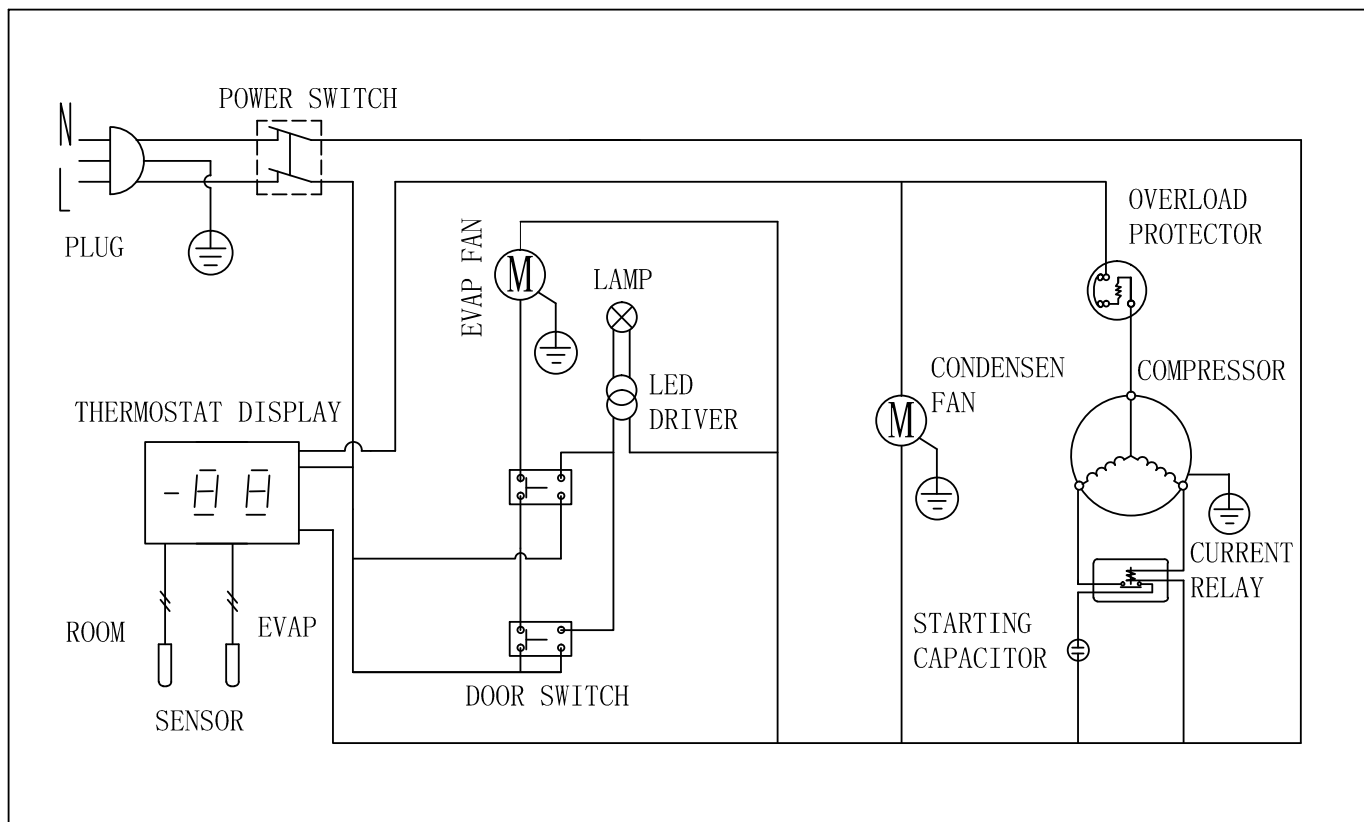 POWER SWITCH
N
L
PLUG
EVAP FAN
M
LAMP
LED
DRIVER
OVERLOAD
PROTECTOR
CONDENSEN
FAN
M
COMPRESSOR
THERMOSTAT DISPLAY
-88
CURRENT
RELAY
ROOM
EVAP
SENSOR
DOOR SWITCH
STARTING
CAPACITOR